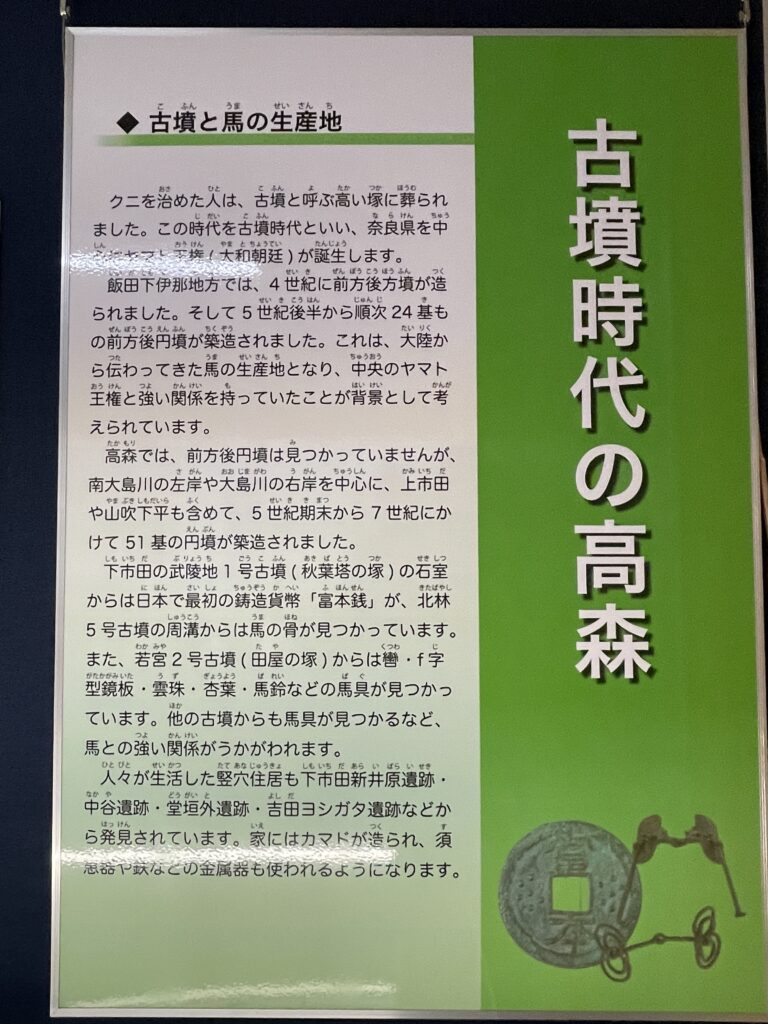 古墳時代の高森
◆ 古墳と馬の生産地
クニを治めた人は、古墳と呼ぶ高い塚に葬られ
ました。この時代を古墳時代といい、奈良県を中
心にヤマト王権(大和朝廷)が誕生します。
飯田下伊那地方では、4世紀に前方後方墳が造
られました。そして5世紀後半から順次24基も
の前方後円墳が築造されました。これは、大陸か
ら伝わってきた馬の生産地となり、中央のヤマト
王権と強い関係を持っていたことが背景として考
えられています。
高森では、前方後円墳は見つかっていませんが、
南大島川の左岸や大島川の右岸を中心に、上市田
や山吹下平も含めて、5世紀期末から7世紀にか
けて51基の円墳が築造されました。
下市田の武陵地1号古墳(秋葉塔の塚)の石室
からは日本で最初の鋳造貨幣「富本銭」が、北林
5号古墳の周溝からは馬の骨が見つかっています。
また、若宮2号古墳(田屋の塚)からは轡・f字
型鏡板・雲珠・杏葉・馬鈴などの馬具が見つかっ
ています。他の古墳からも馬具が見つかるなど、
馬との強い関係がうかがわれます。
人々が生活した竪穴住居も下市田新井原遺跡・
中谷遺跡・堂垣外遺跡・吉田ヨシガタ遺跡などか
ら発見されています。家にはカマドが造られ、須
恵器や鉄などの金属器も使われるようになります。